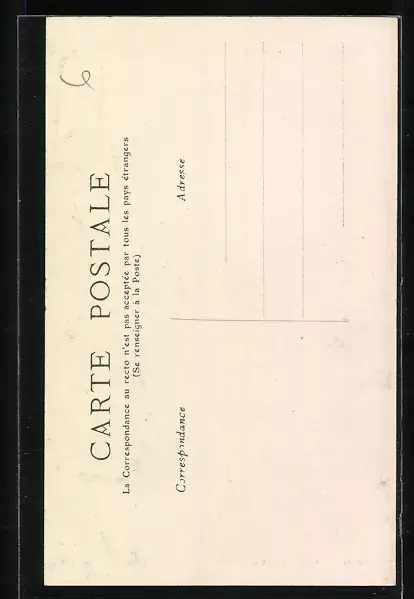 6
CARTE POSTALE
La Correspondance au recto n'est pas acceptée par tous les pays étrangers
(Se renseigner à la Poste)
Correspondance
Adresse